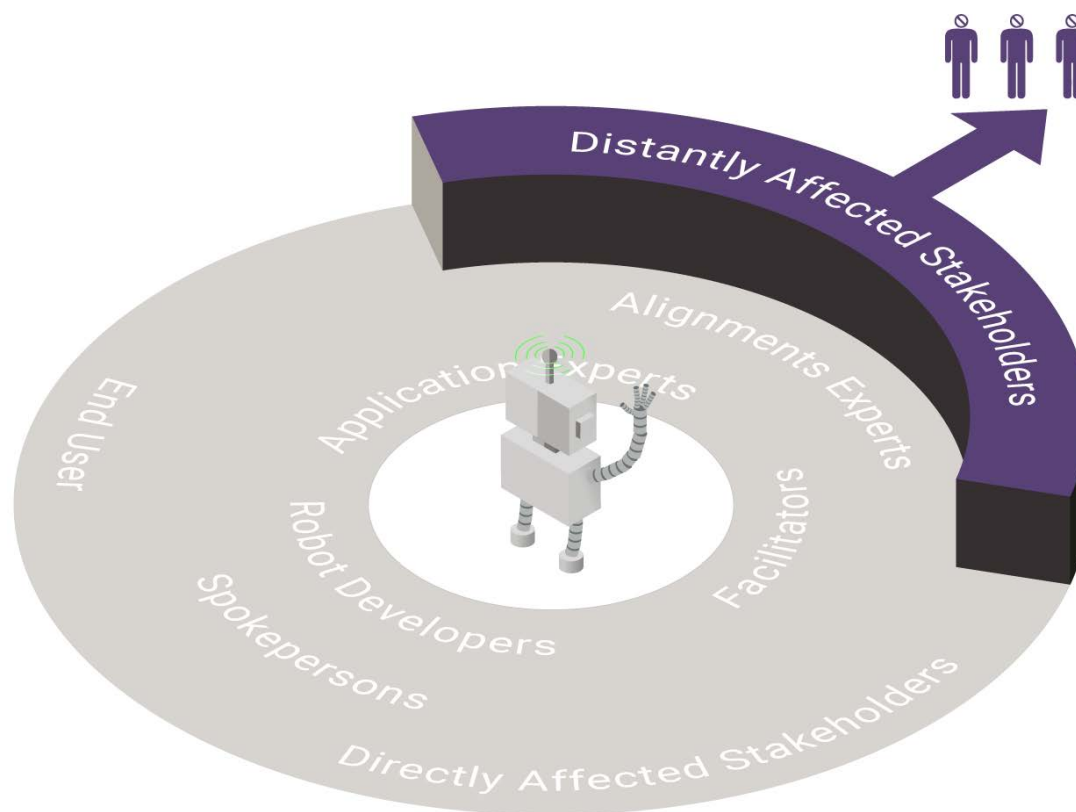 Distantly Affected Stakeholders
Alignments Experts
Application Experts
End User
Facilitators
Robot Developers
Spokepersons
Directly Affected Stakeholders